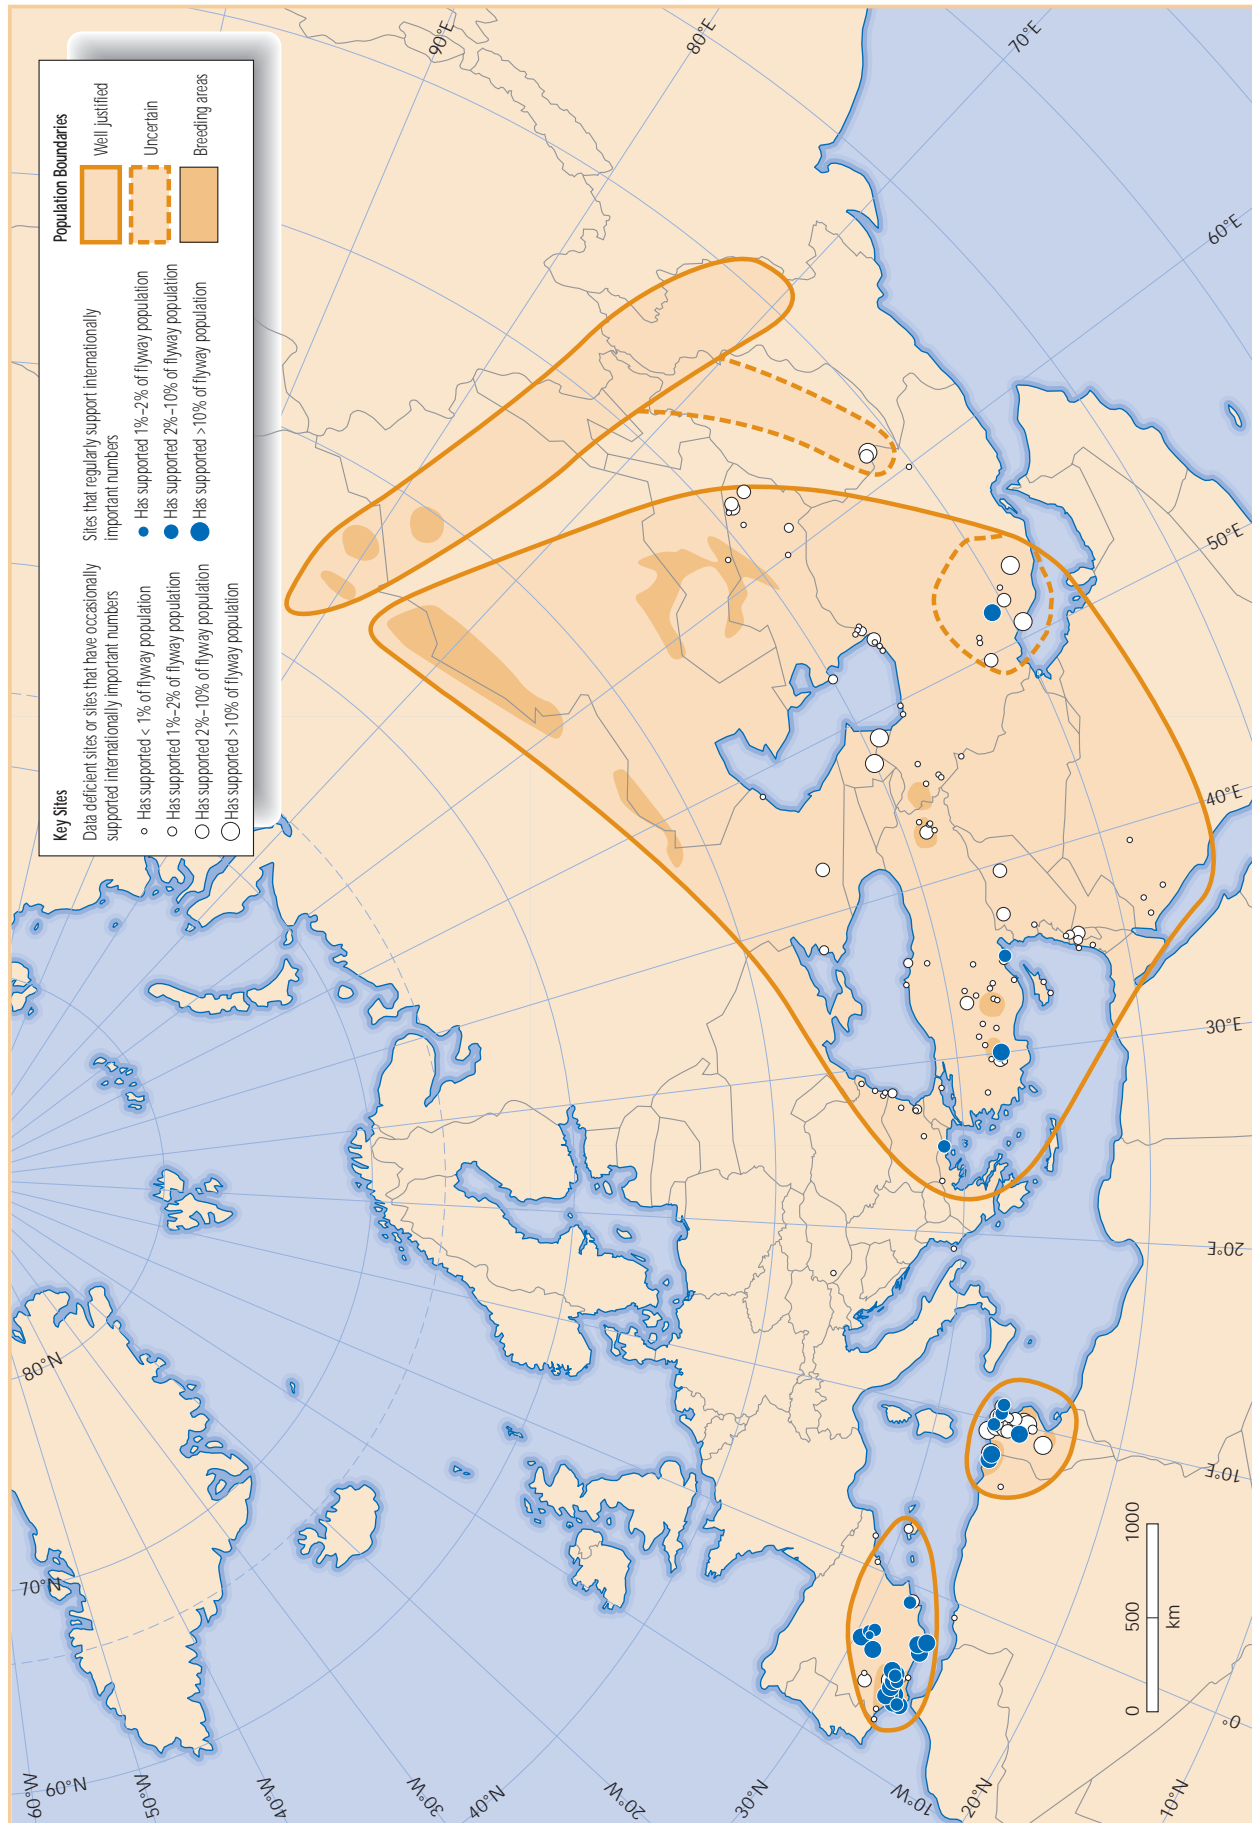 Key Sites
Data deficient sites or sites that have occasionally
supported internationally important numbers
Has supported < 1% of flyway population
Has supported 1%–2% of flyway population
Has supported 2%–10% of flyway population
Has supported >10% of flyway population
Sites that regularly support internationally
important numbers
Has supported 1%–2% of flyway population
Has supported 2%–10% of flyway population
Has supported >10% of flyway population
Population Boundaries
Well justified
Uncertain
Breeding areas
90°E
80°E
70°E
60°E
50°E
40°E
30°E
20°E
10°E
0°
80°N
70°N
60°W
60°N
50°W
40°W
30°W
40°N
20°W
30°N
10°W
20°N
10°N
0 500 1000
km